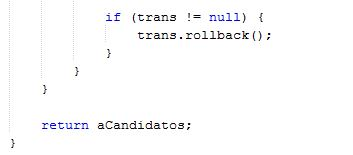 if (trans != null) {
trans.rollback();
}
}
}
return aCandidatos;
}